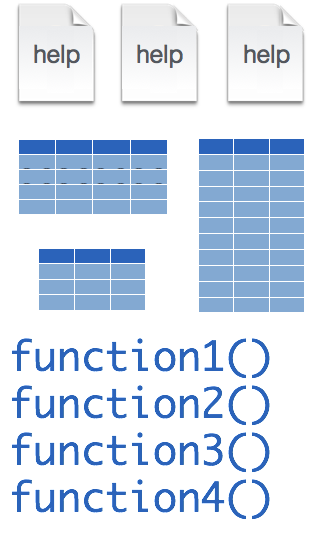 help help help
function1()
function2()
function3()
function4()